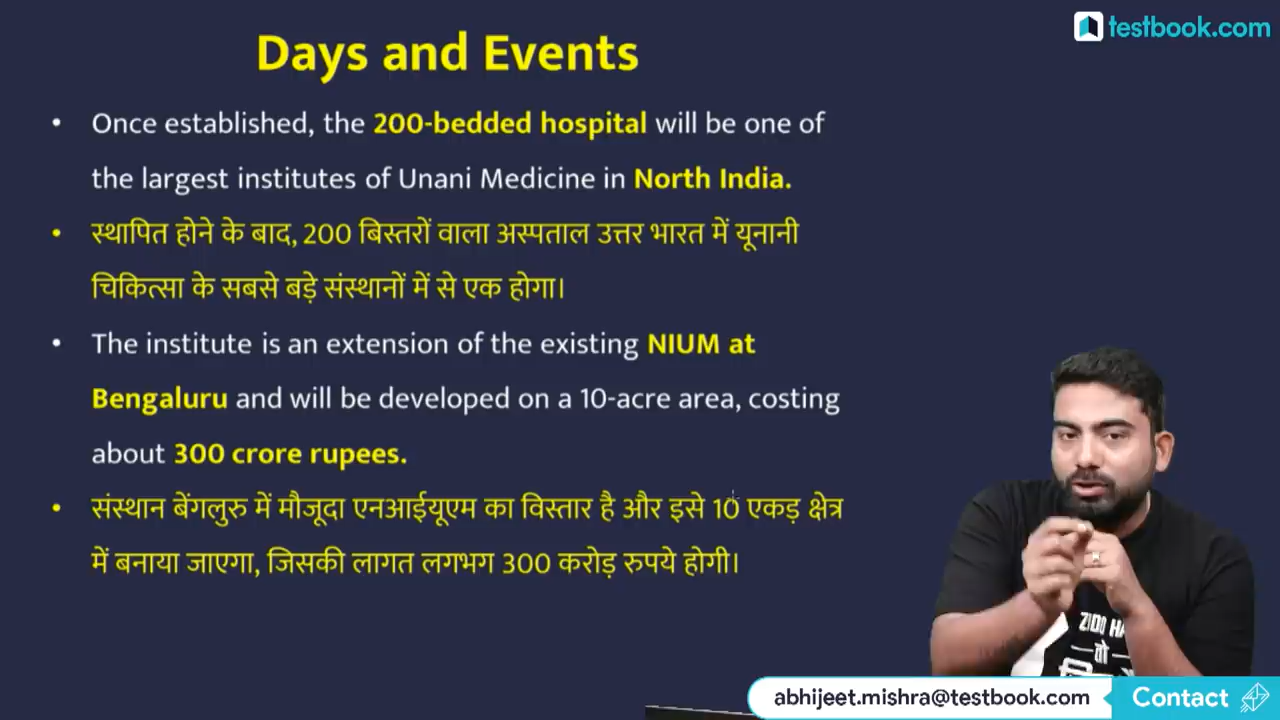 testbook.com
Days and Events
• Once established, the 200-bedded hospital will be one of
the largest institutes of Unani Medicine in North India.
• स्थापित होने के बाद, 200 बिस्तरों वाला अस्पताल उत्तर भारत में यूनानी
चिकित्सा के सबसे बड़े संस्थानों में से एक होगा।
• The institute is an extension of the existing NIUM at
Bengaluru and will be developed on a 10-acre area, costing
about 300 crore rupees.
• संस्थान बेंगलुरु में मौजूदा एनआईयूएम का विस्तार है और इसे 10 एकड़ क्षेत्र
में बनाया जाएगा, जिसकी लागत लगभग 300 करोड़ रुपये होगी।
ZIDD
तो
abhijeet.mishra@testbook.com Contact